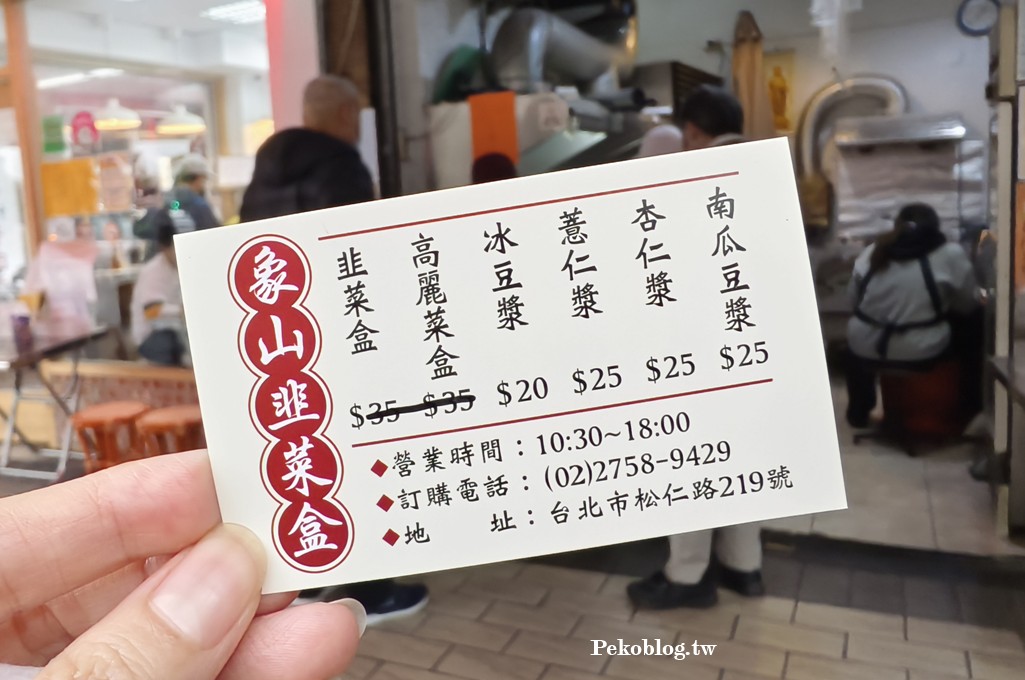 象山韭菜盒
韭菜盒 $35
高麗菜盒 $35
冰豆漿 $20
薏仁漿 $25
杏仁漿 $25
南瓜豆漿 $25
◆營業時間：10:30~18:00
◆訂購電話：(02)2758-9429
◆地址：台北市松仁路219號
Pekoblog.tw